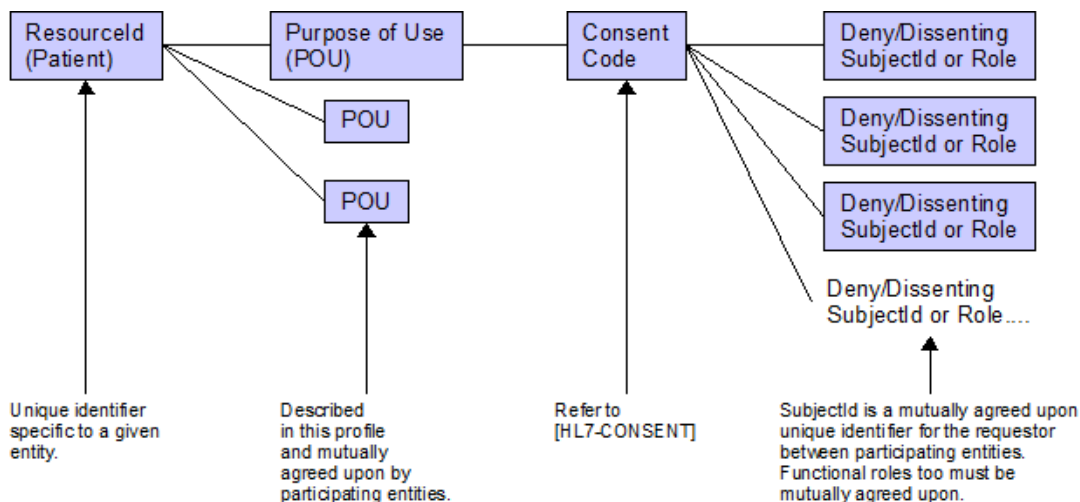 ResourceId
(Patient)
Purpose of Use
(POU)
Consent
Code
Deny/Dissenting
SubjectId or Role
POU
Deny/Dissenting
SubjectId or Role
POU
Deny/Dissenting
SubjectId or Role
Deny/Dissenting
SubjectId or Role....
Unique identifier
specific to a given
entity.
Described
in this profile
and mutually
agreed upon by
participating entities.
Refer to
[HL7-CONSENT]
SubjectId is a mutually agreed upon
unique identifier for the requestor
between participating entities.
Functional roles too must be
mutually agreed upon.